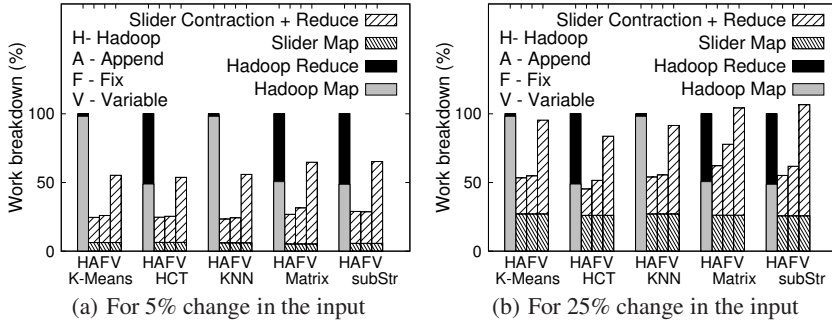 Slider Contraction + Reduce
H- Hadoop
Slider Map
A - Append
Hadoop Reduce
F - Fix
Hadoop Map
V - Variable
Work breakdown (%)
100
50
0
HAFV HAFV HAFV HAFV HAFV
K-Means HCT KNN Matrix subStr
(a) For 5% change in the input
Slider Contraction + Reduce
H- Hadoop
Slider Map
A - Append
Hadoop Reduce
F - Fix
Hadoop Map
V - Variable
Work breakdown (%)
100
50
0
HAFV HAFV HAFV HAFV HAFV
K-Means HCT KNN Matrix subStr
(b) For 25% change in the input